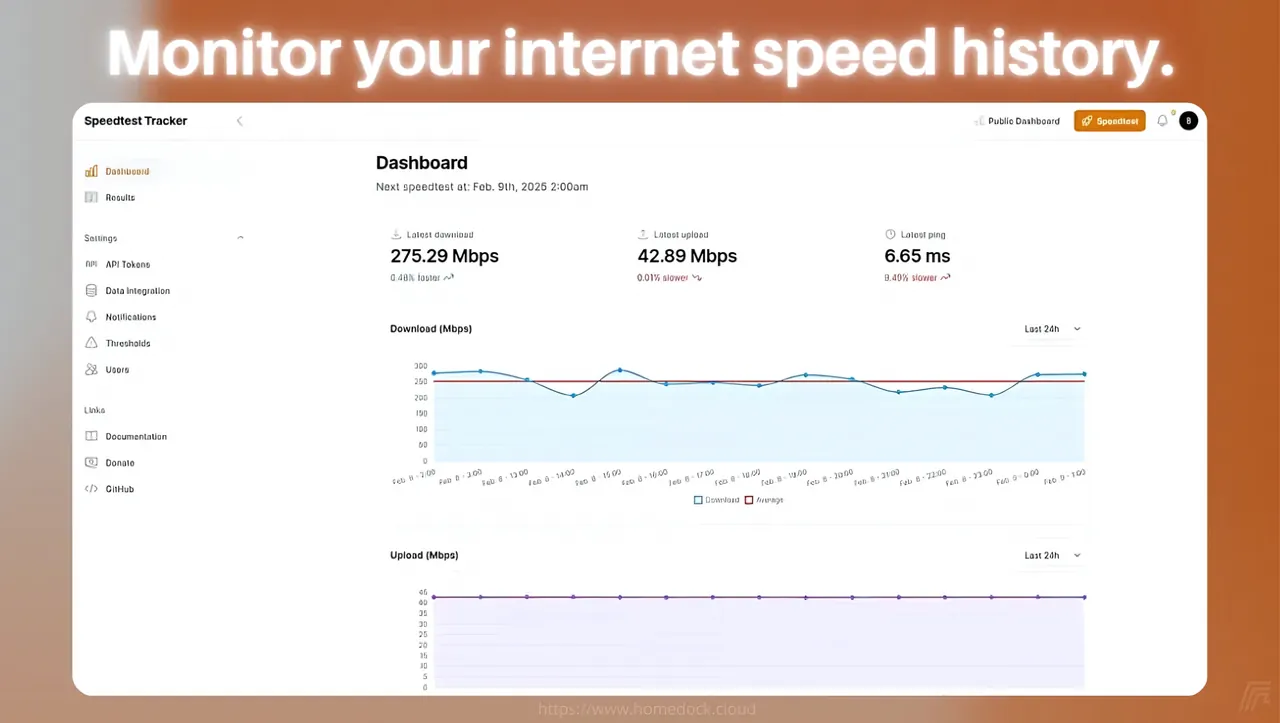 Monitor your internet speed history.
Speedtest Tracker
Public Dashboard
Speedtest
8
Dashboard
Results
Settings
API Tokens
Data Integration
Notifications
Thresholds
Users
Links
Documentation
Donate
GitHub
Dashboard
Next speedtest at: Feb. 9th, 2025 2:00am
Latest download
275.29 Mbps
0.48% faster
Latest upload
42.89 Mbps
0.01% slower
Latest ping
6.65 ms
9.49% slower
Download (Mbps)
Last 24h
300
250
200
150
100
50
0
Feb 8 - 13:00
Feb 8 - 14:00
Feb 8 - 15:00
Feb 8 - 16:00
Feb 8 - 17:00
Feb 8 - 18:00
Feb 8 - 19:00
Feb 8 - 20:00
Feb 8 - 21:00
Feb 8 - 22:00
Feb 8 - 23:00
Feb 9 - 0:00
Feb 9 - 1:00
Download
Average
Upload (Mbps)
Last 24h
45
40
35
30
25
20
15
10
5
0
https://www.homedock.cloud